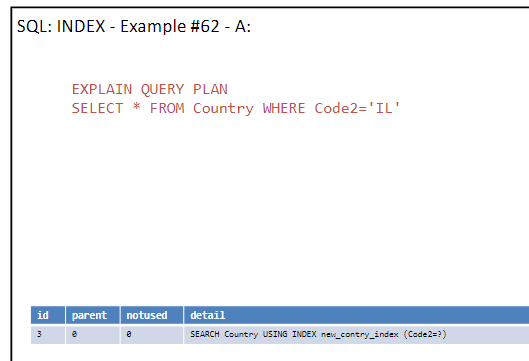 SQL: INDEX - Example #62 - A:
EXPLAIN QUERY PLAN
SELECT * FROM Country WHERE Code2='IL'
id parent notused detail
3 0 0 SEARCH Country USING INDEX new_contry_index (Code2=?)